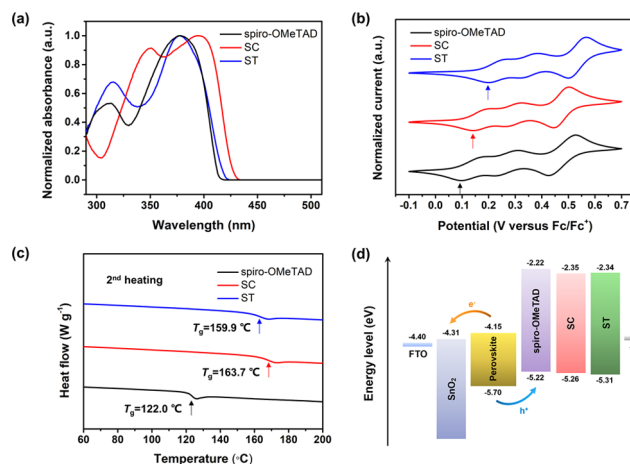 (a)
Normalized absorbance (a.u.)
1.0
0.8
0.6
0.4
0.2
0.0
spiro-OMeTAD
SC
ST
300 350 400 450 500
Wavelength (nm)
(b)
Normalized current (a.u.)
spiro-OMeTAD
SC
ST
-0.1 0.0 0.1 0.2 0.3 0.4 0.5 0.6 0.7
Potential (V versus Fc/Fc+)
(c)
Heat flow (W g-1)
2nd heating
spiro-OMeTAD
SC
ST
Tg=159.9 ℃
Tg=163.7 ℃
Tg=122.0 ℃
60 80 100 120 140 160 180 200
Temperature (°C)
(d)
Energy level (eV)
-4.40
FTO
-4.31
SnO2
e-
-4.15
Perovskite
-5.70
h+
-2.22
spiro-OMeTAD
-5.22
-2.35
SC
-5.26
-2.34
ST
-5.31